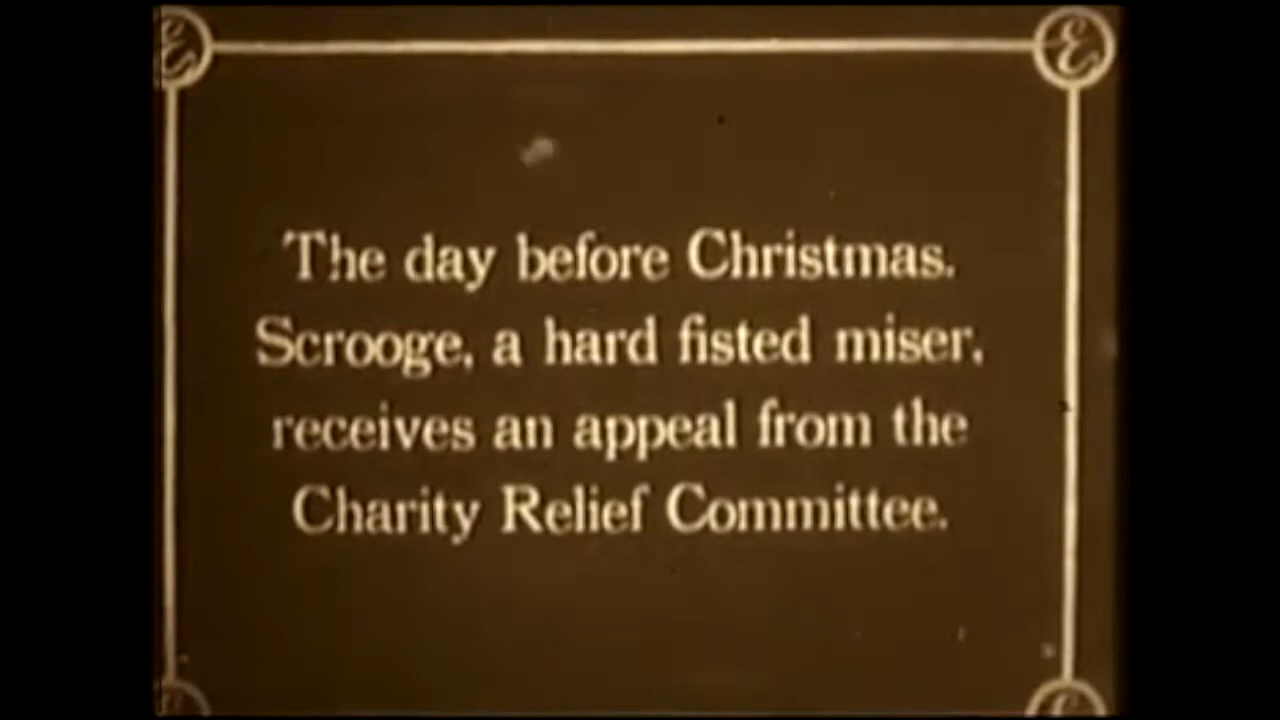 E E
The day before Christmas.
Scrooge, a hard fisted miser,
receives an appeal from the
Charity Relief Committee.
E E